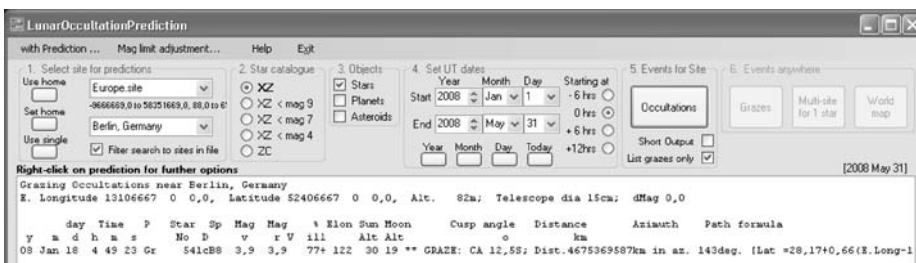 LunarOccultationPrediction
with Prediction ... Mag limit adjustment... Help Exit
1. Select site for predictions
Use home
Europe.site
-9666669,0 to 58351669,0, 88,0 to 6'
Set home
Berlin, Germany
Use single
Filter search to sites in file
2. Star catalogue
XZ
XZ < mag 9
XZ < mag 7
XZ < mag 4
ZC
3. Objects
Stars
Planets
Asteroids
4. Set UT dates
Year Month Day Starting at
Start 2008 Jan 1 - 6 hrs
0 hrs
End 2008 May 31 + 6 hrs
Year Month Day Today +12hrs
5. Events for Site
Occultations
Short Output
List grazes only
6. Events anywhere
Grazes
Multi-site for 1 star
World map
Right-click on prediction for further options [2008 May 31]
Grazing Occultations near Berlin, Germany
E. Longitude 13106667 0 0,0, Latitude 52406667 0 0,0, Alt. 82m; Telescope dia 15cm; dMag 0,0
day Time P Star Sp Mag Mag % Elon Sun Moon Cusp angle Distance Azimuth Path formula
y m d h m s No D v r V ill Alt Alt o km
08 Jan 18 4 49 23 Gr 541cB8 3,9 3,9 77+ 122 30 19 ** GRAZE: CA 12,5S; Dist.4675369587km in az. 143deg. [Lat =28,17+0,66(E.Long-1